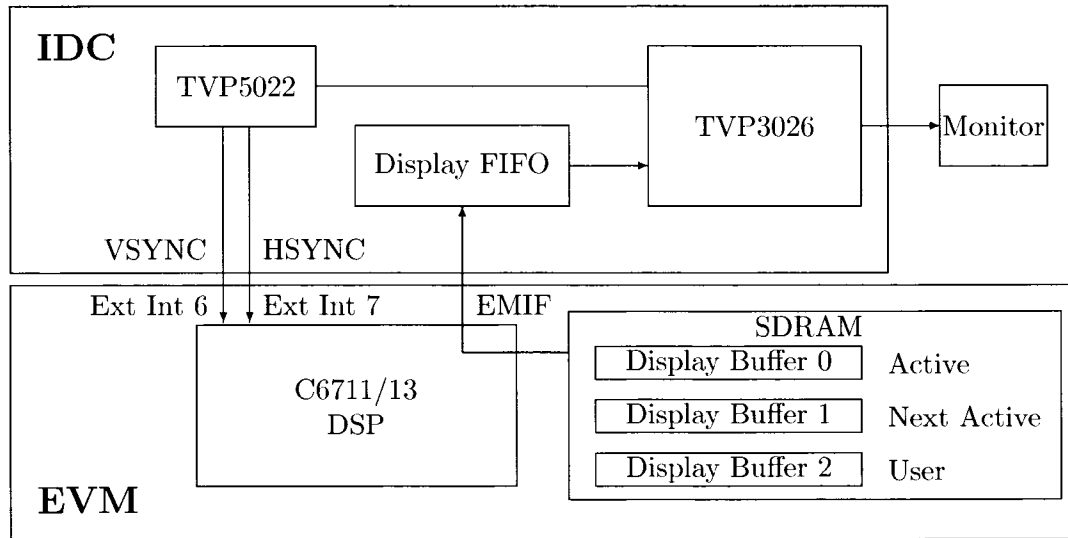 IDC
TVP5022
TVP3026
Monitor
Display FIFO
VSYNC
HSYNC
Ext Int 6
Ext Int 7
EMIF
SDRAM
Display Buffer 0
Active
C6711/13
DSP
Display Buffer 1
Next Active
Display Buffer 2
User
EVM